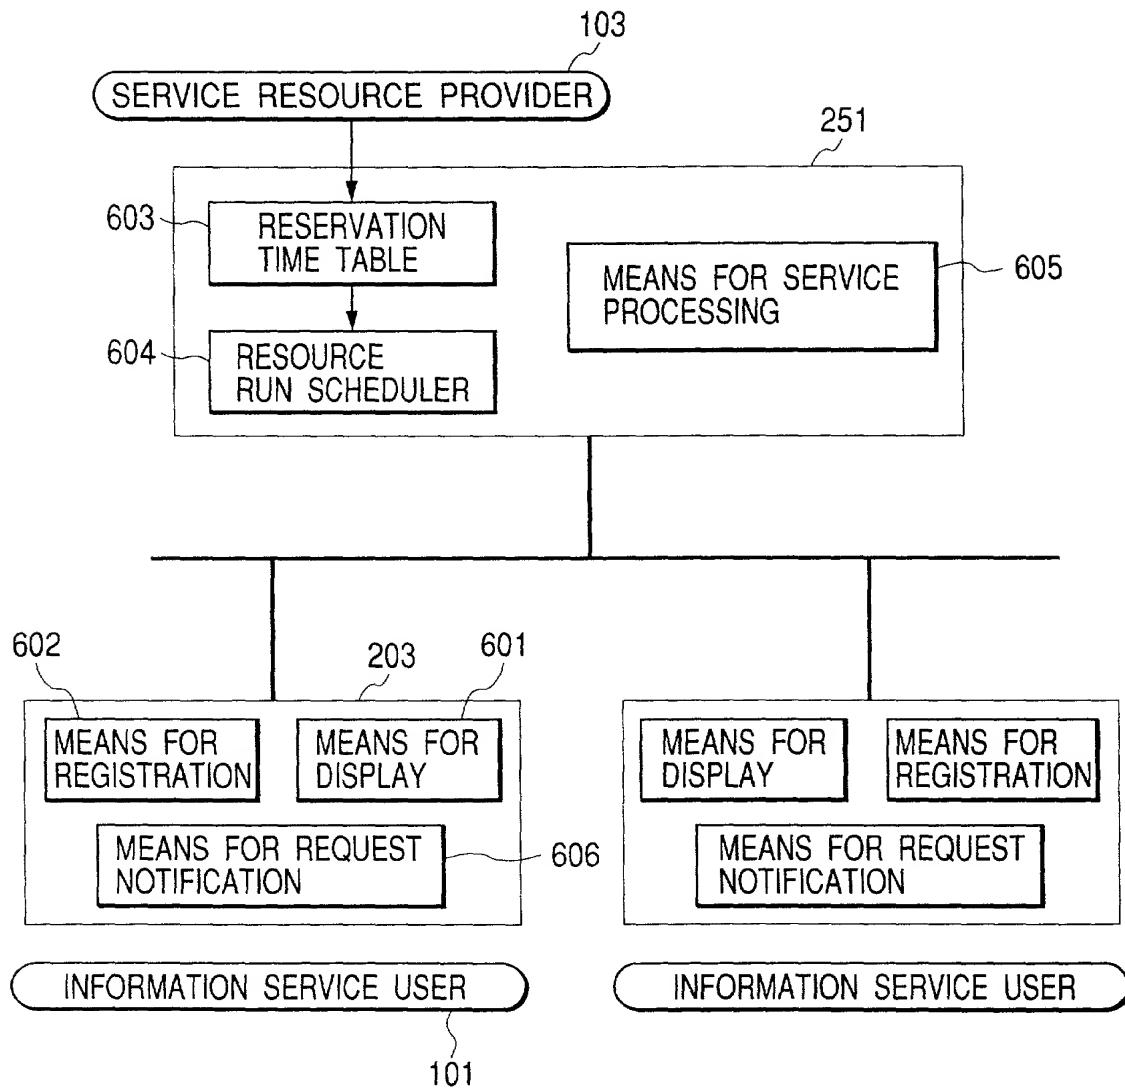 103
SERVICE RESOURCE PROVIDER
251
603
RESERVATION
TIME TABLE
MEANS FOR SERVICE
PROCESSING
605
604
RESOURCE
RUN SCHEDULER
602
203
601
MEANS FOR
REGISTRATION
MEANS FOR
DISPLAY
MEANS FOR REQUEST
NOTIFICATION
606
MEANS FOR
DISPLAY
MEANS FOR
REGISTRATION
MEANS FOR REQUEST
NOTIFICATION
INFORMATION SERVICE USER
INFORMATION SERVICE USER
101